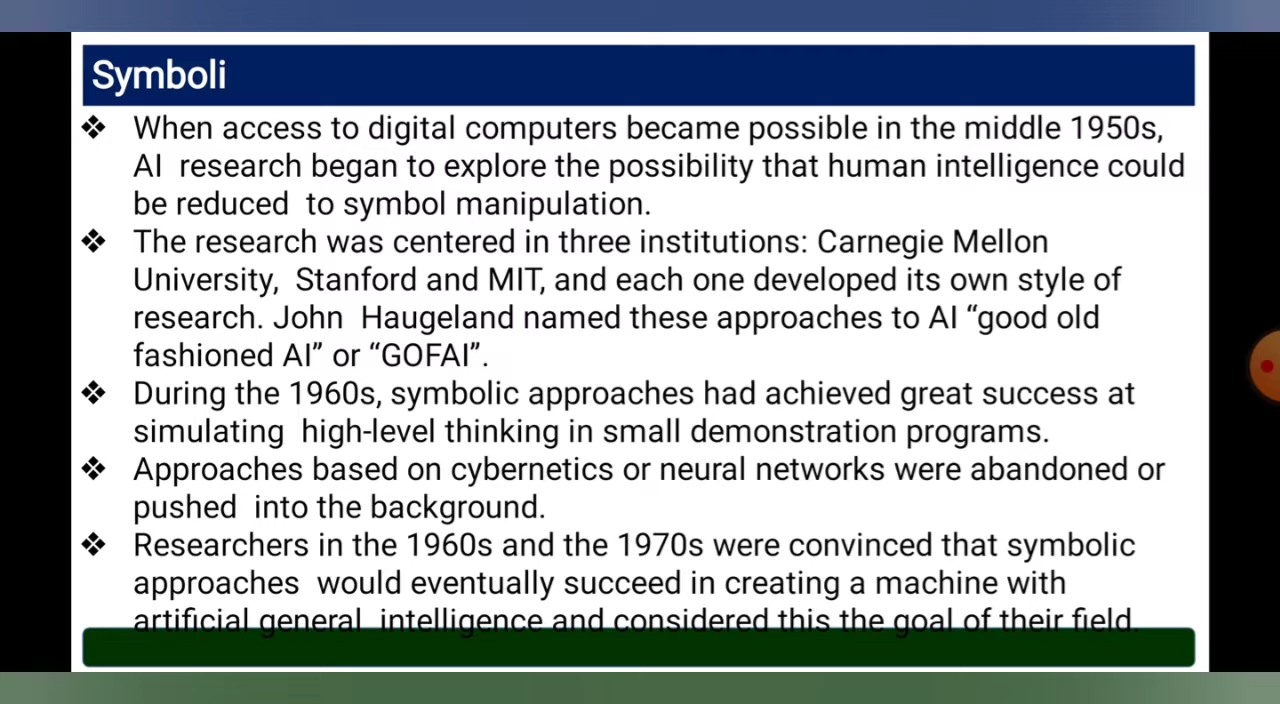 Symboli
❖ When access to digital computers became possible in the middle 1950s,
AI research began to explore the possibility that human intelligence could
be reduced to symbol manipulation.
❖ The research was centered in three institutions: Carnegie Mellon
University, Stanford and MIT, and each one developed its own style of
research. John Haugeland named these approaches to AI “good old
fashioned AI” or “GOFAI”.
❖ During the 1960s, symbolic approaches had achieved great success at
simulating high-level thinking in small demonstration programs.
❖ Approaches based on cybernetics or neural networks were abandoned or
pushed into the background.
❖ Researchers in the 1960s and the 1970s were convinced that symbolic
approaches would eventually succeed in creating a machine with
artificial general intelligence and considered this the goal of their field.